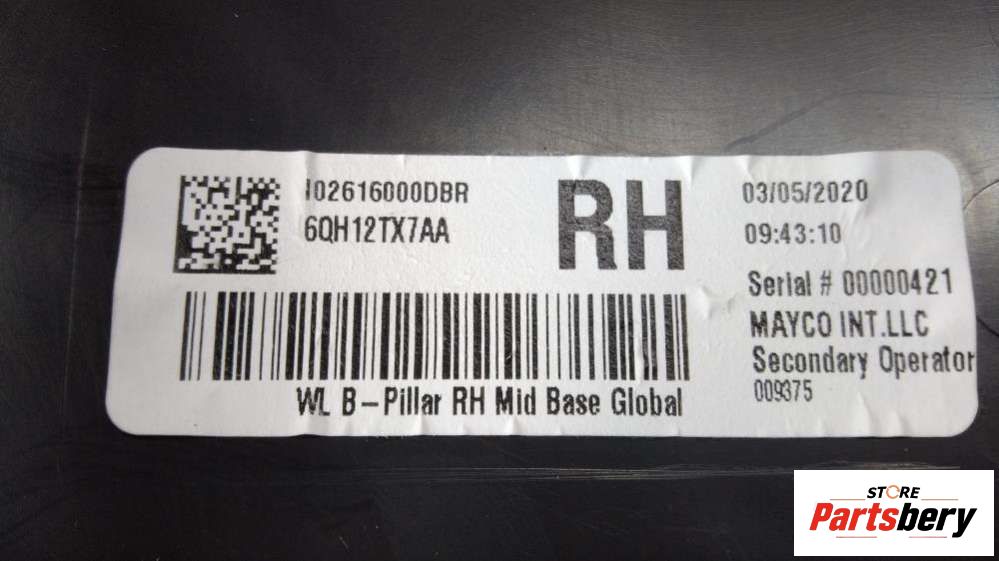 I02616000DBR
6QH12TX7AA
RH
03/05/2020
09:43:10
Serial # 00000421
MAYCO INT.LLC
Secondary Operator
009375
WL B-Pillar RH Mid Base Global
STORE
Partsbery